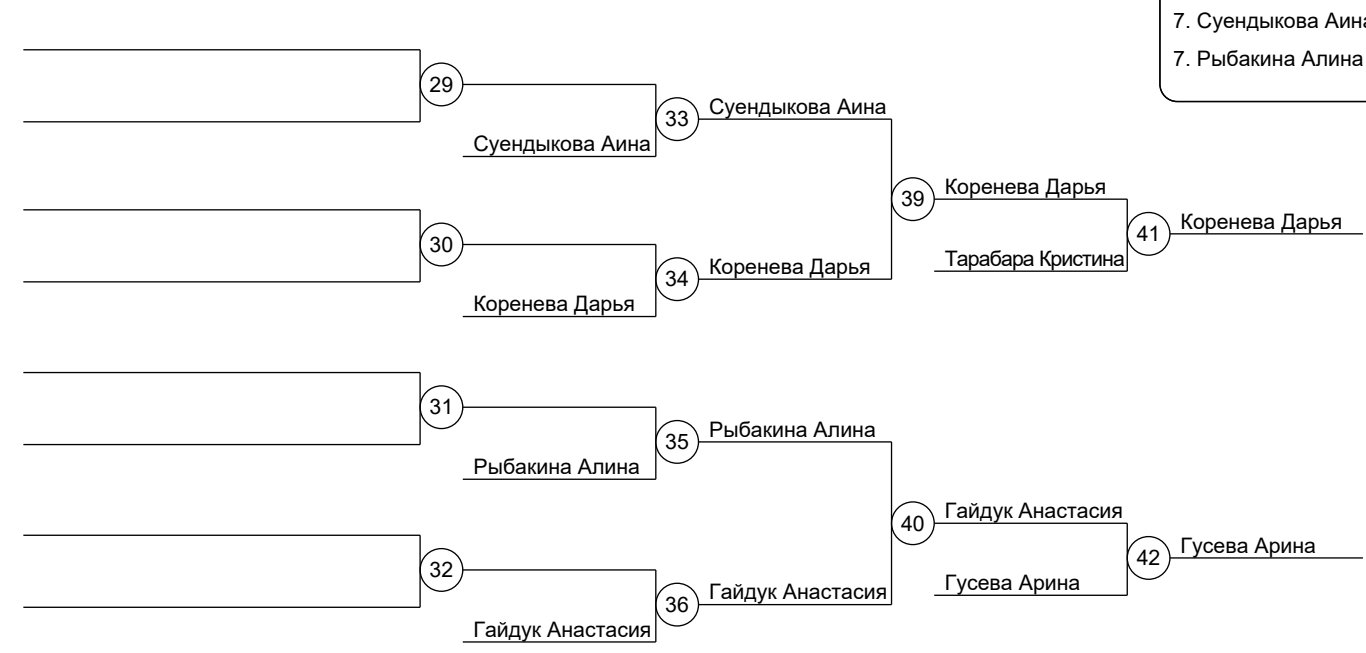 7. Суендыкова Аина
7. Рыбакина Алина
29
33
Суендыкова Аина
Суендыкова Аина
39
Коренева Дарья
30
41
Коренева Дарья
34
Коренева Дарья
Тарабара Кристина
Коренева Дарья
31
35
Рыбакина Алина
Рыбакина Алина
40
Гайдук Анастасия
32
42
Гусева Арина
36
Гайдук Анастасия
Гусева Арина
Гайдук Анастасия